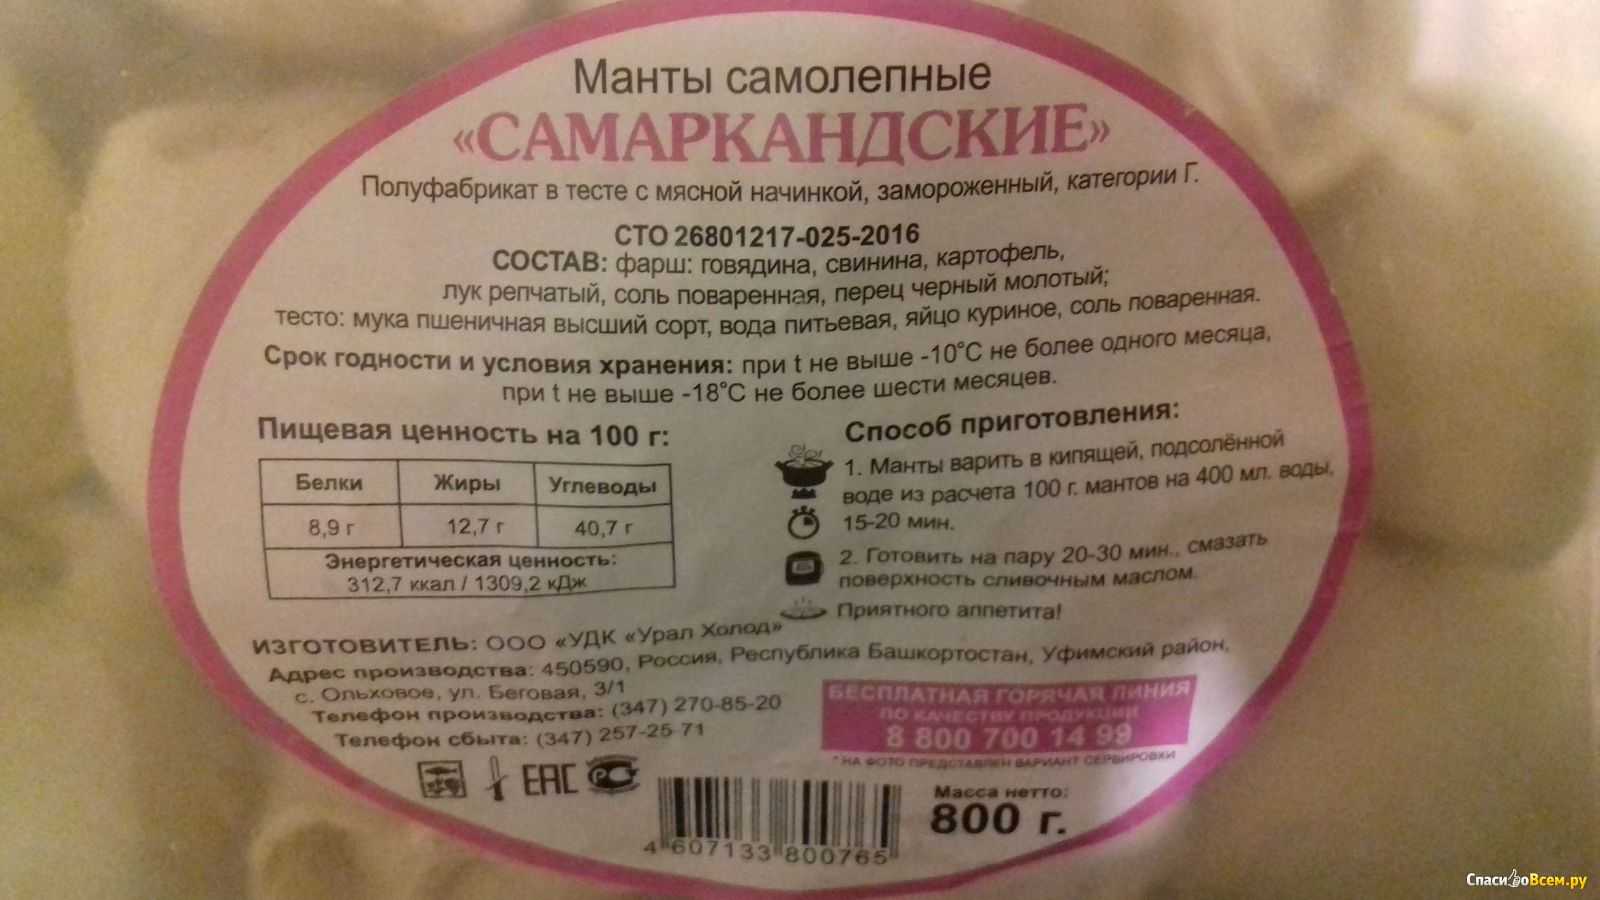 Манты самолепные
«САМАРКАНДСКИЕ»
Полуфабрикат в тесте с мясной начинкой, замороженный, категории Г.
СТО 26801217-025-2016
СОСТАВ: фарш: говядина, свинина, картофель,
лук репчатый, соль поваренная, перец черный молотый;
тесто: мука пшеничная высший сорт, вода питьевая, яйцо куриное, соль поваренная.
Срок годности и условия хранения: при t не выше -10°С не более одного месяца,
при t не выше -18°С не более шести месяцев.
Пищевая ценность на 100 г:
Белки Жиры Углеводы
8,9 г 12,7 г 40,7 г
Энергетическая ценность:
312,7 ккал / 1309,2 кДж
Способ приготовления:
1. Манты варить в кипящей, подсолённой
воде из расчета 100 г. мантов на 400 мл. воды,
15-20 мин.
2. Готовить на пару 20-30 мин., смазать
поверхность сливочным маслом.
Приятного аппетита!
ИЗГОТОВИТЕЛЬ: ООО «УДК «Урал Холод»
Адрес производства: 450590, Россия, Республика Башкортостан, Уфимский район,
с. Ольховое, ул. Беговая, 3/1
Телефон производства: (347) 270-85-20
Телефон сбыта: (347) 257-25-71
БЕСПЛАТНАЯ ГОРЯЧАЯ ЛИНИЯ
ПО КАЧЕСТВУ ПРОДУКЦИИ
8 800 700 14 99
*НА ФОТО ПРЕДСТАВЛЕН ВАРИАНТ СЕРВИРОВКИ
ЕАС
РС
Масса нетто:
800 г.
4 607133 800765
СпасибоВсем.ру